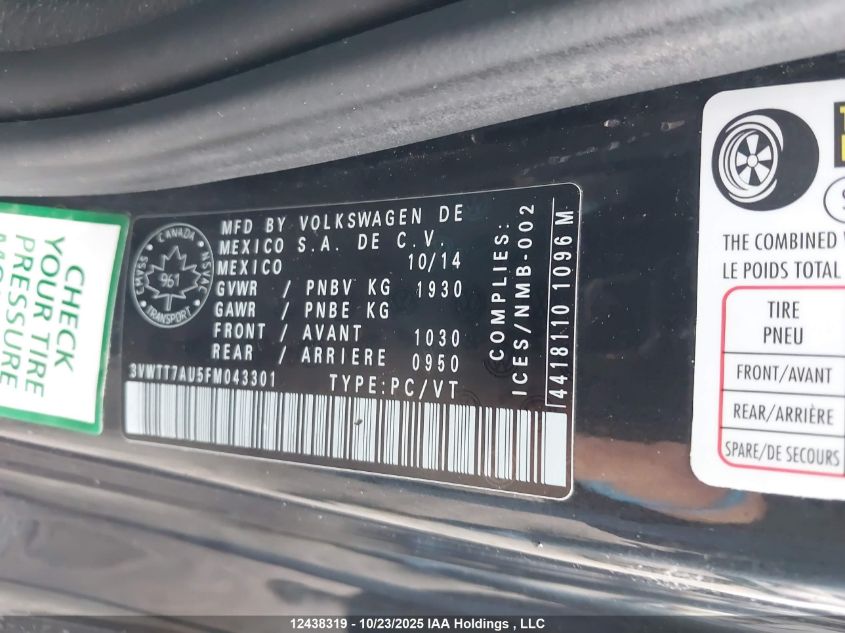 CHECK
YOUR TIRE
PRESSURE
CANADA
CMVSS
NSVAC
961
TRANSPORT
MFD BY VOLKSWAGEN DE
MEXICO S.A. DE C.V.
MEXICO 10/14
GVWR / PNBV KG 1930
GAWR / PNBE KG
FRONT / AVANT 1030
REAR / ARRIERE 0950
3VWTT7AU5FM043301 TYPE:PC/VT
COMPLIES:
ICES/NMB-002
4418110 1096 M
THE COMBINED
LE POIDS TOTAL
TIRE
PNEU
FRONT/AVANT
REAR/ARRIÈRE
SPARE/DE SECOURS
12438319 - 10/23/2025 IAA Holdings , LLC